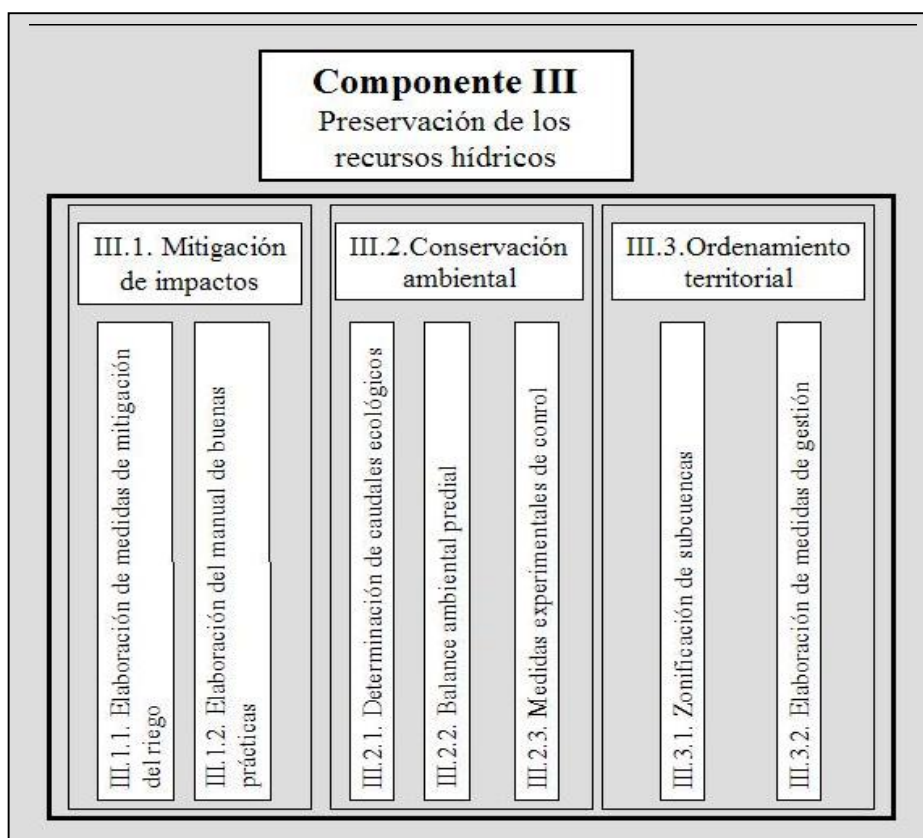 Componente III
Preservación de los
recursos hídricos
III.1. Mitigación
de impactos
III.1.1. Elaboración de medidas de mitigación
del riego
III.1.2. Elaboración del manual de buenas
prácticas
III.2.Conservación
ambiental
III.2.1. Determinación de caudales ecológicos
III.2.2. Balance ambiental predial
III.2.3. Medidas experimentales de conrol
III.3.Ordenamiento
territorial
III.3.1. Zonificación de subcuencas
III.3.2. Elaboración de medidas de gestión